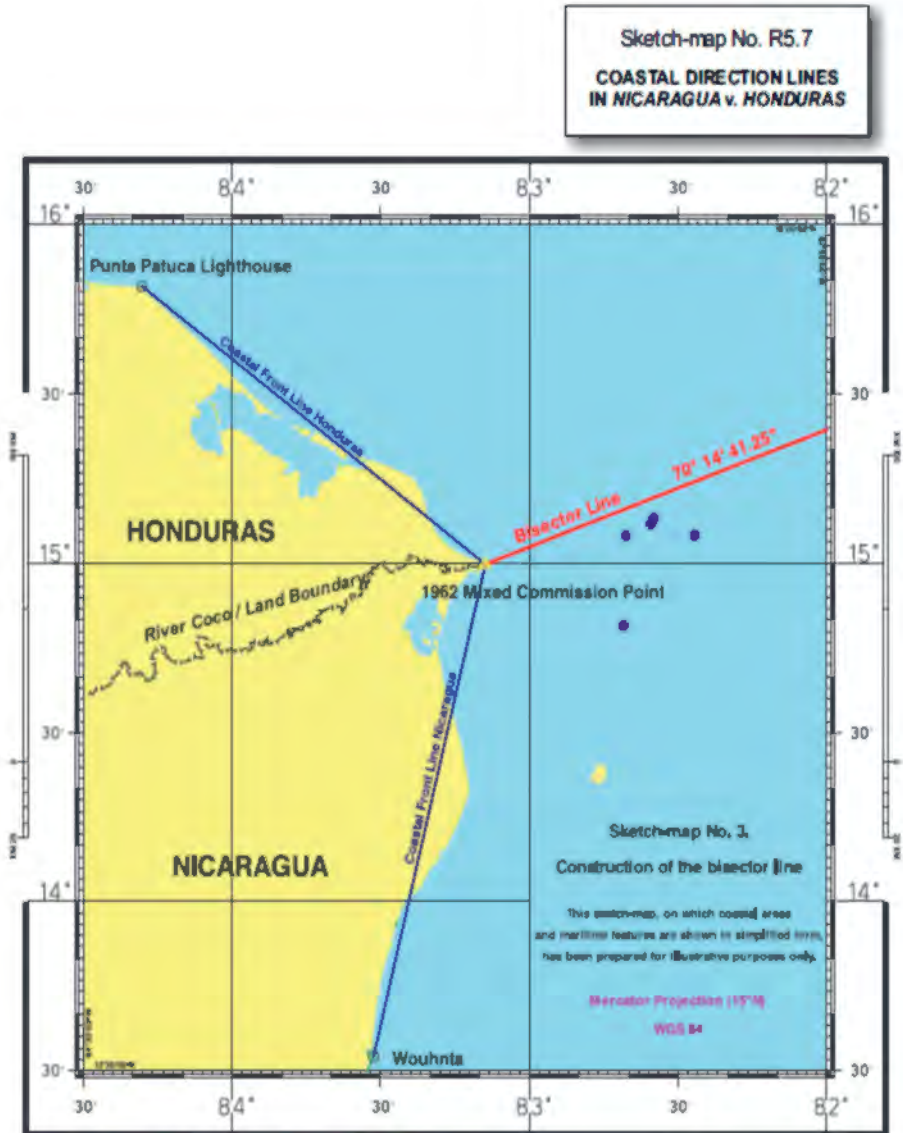 Sketch-map No. R5.7
COASTAL DIRECTION LINES
IN NICARAGUA v. HONDURAS
30' 84° 30' 83° 30' 82°
16° 16°
Punta Patuca Lighthouse
Coastal Front Line Honduras
30' 30'
70° 14' 41.25"
Bisector Line
HONDURAS
15° 15°
1962 Mixed Commission Point
River Coco / Land Boundary
Coastal Front Line Nicaragua
30' 30'
Sketch-map No. 3.
Construction of the bisector line
NICARAGUA
14° 14°
This sketch-map, on which coastal areas
and maritime features are shown in simplified form,
has been prepared for illustrative purposes only.
Mercator Projection (15°N)
WGS 84
Wouhnta
30' 30'
30' 84° 30' 83° 30' 82°